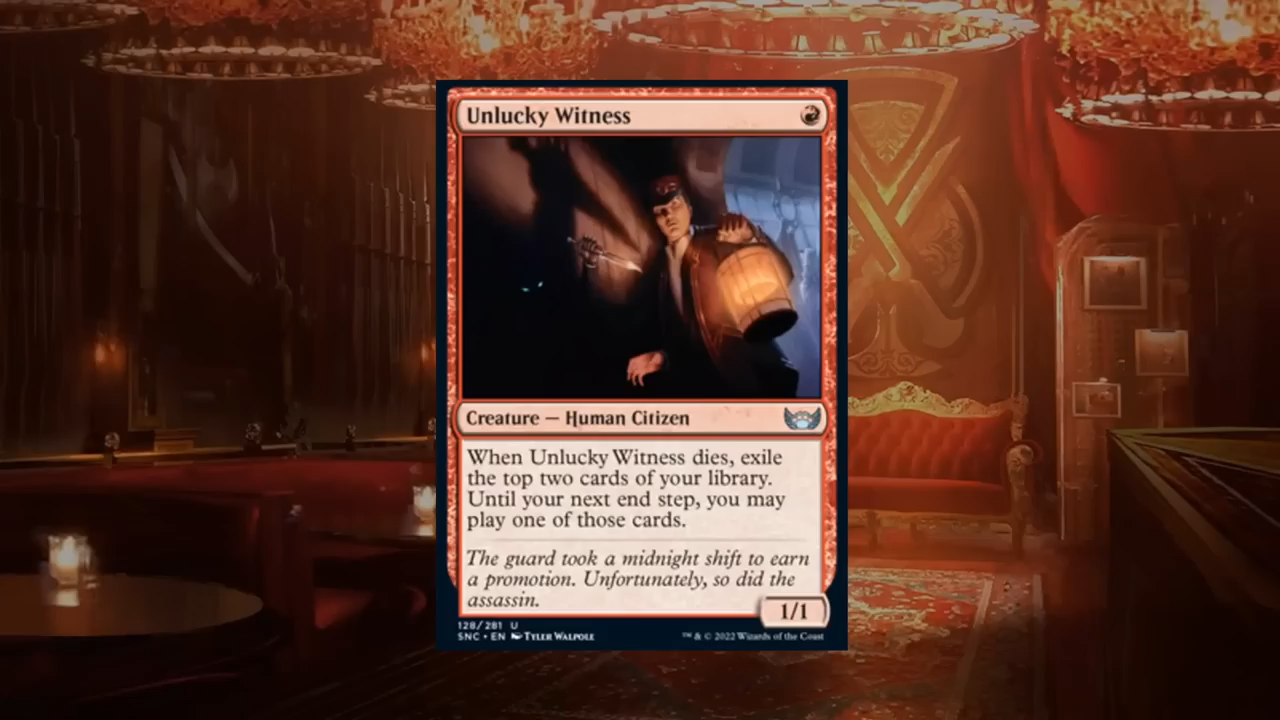 Unlucky Witness
Creature — Human Citizen
When Unlucky Witness dies, exile
the top two cards of your library.
Until your next end step, you may
play one of those cards.
The guard took a midnight shift to earn
a promotion. Unfortunately, so did the
assassin.
1/1
128/281 U
SNC • EN Tyler Walpole
™ & © 2022 Wizards of the Coast